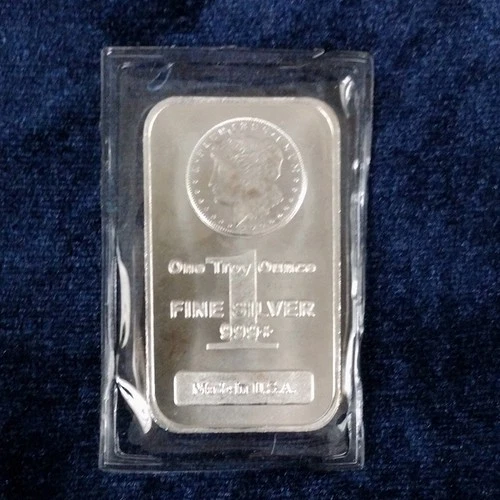 One Troy Ounce
1
FINE SILVER
999+
Made in U.S.A.